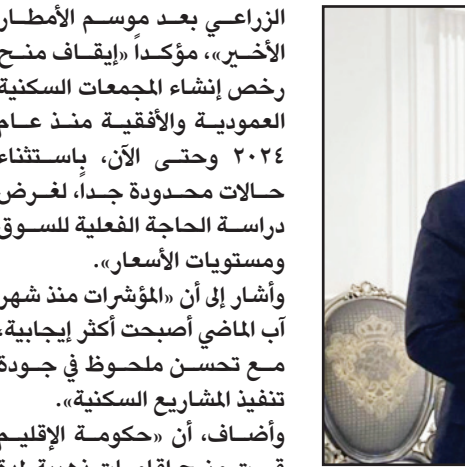 الزراعي بعد موسم الأمطار
الأخير»، مؤكداً «إيقاف منح
رخص إنشاء المجمعات السكنية
العمودية والأفقية منذ عام
٢٠٢٤ وحتى الآن، باستثناء
حالات محدودة جداً، لغرض
دراسة الحاجة الفعلية للسوق
ومستويات الأسعار».
وأشار إلى أن «المؤشرات منذ شهر
آب الماضي أصبحت أكثر إيجابية،
مع تحسن ملحوظ في جودة
تنفيذ المشاريع السكنية».
وأضاف، أن «حكومة الإقليم